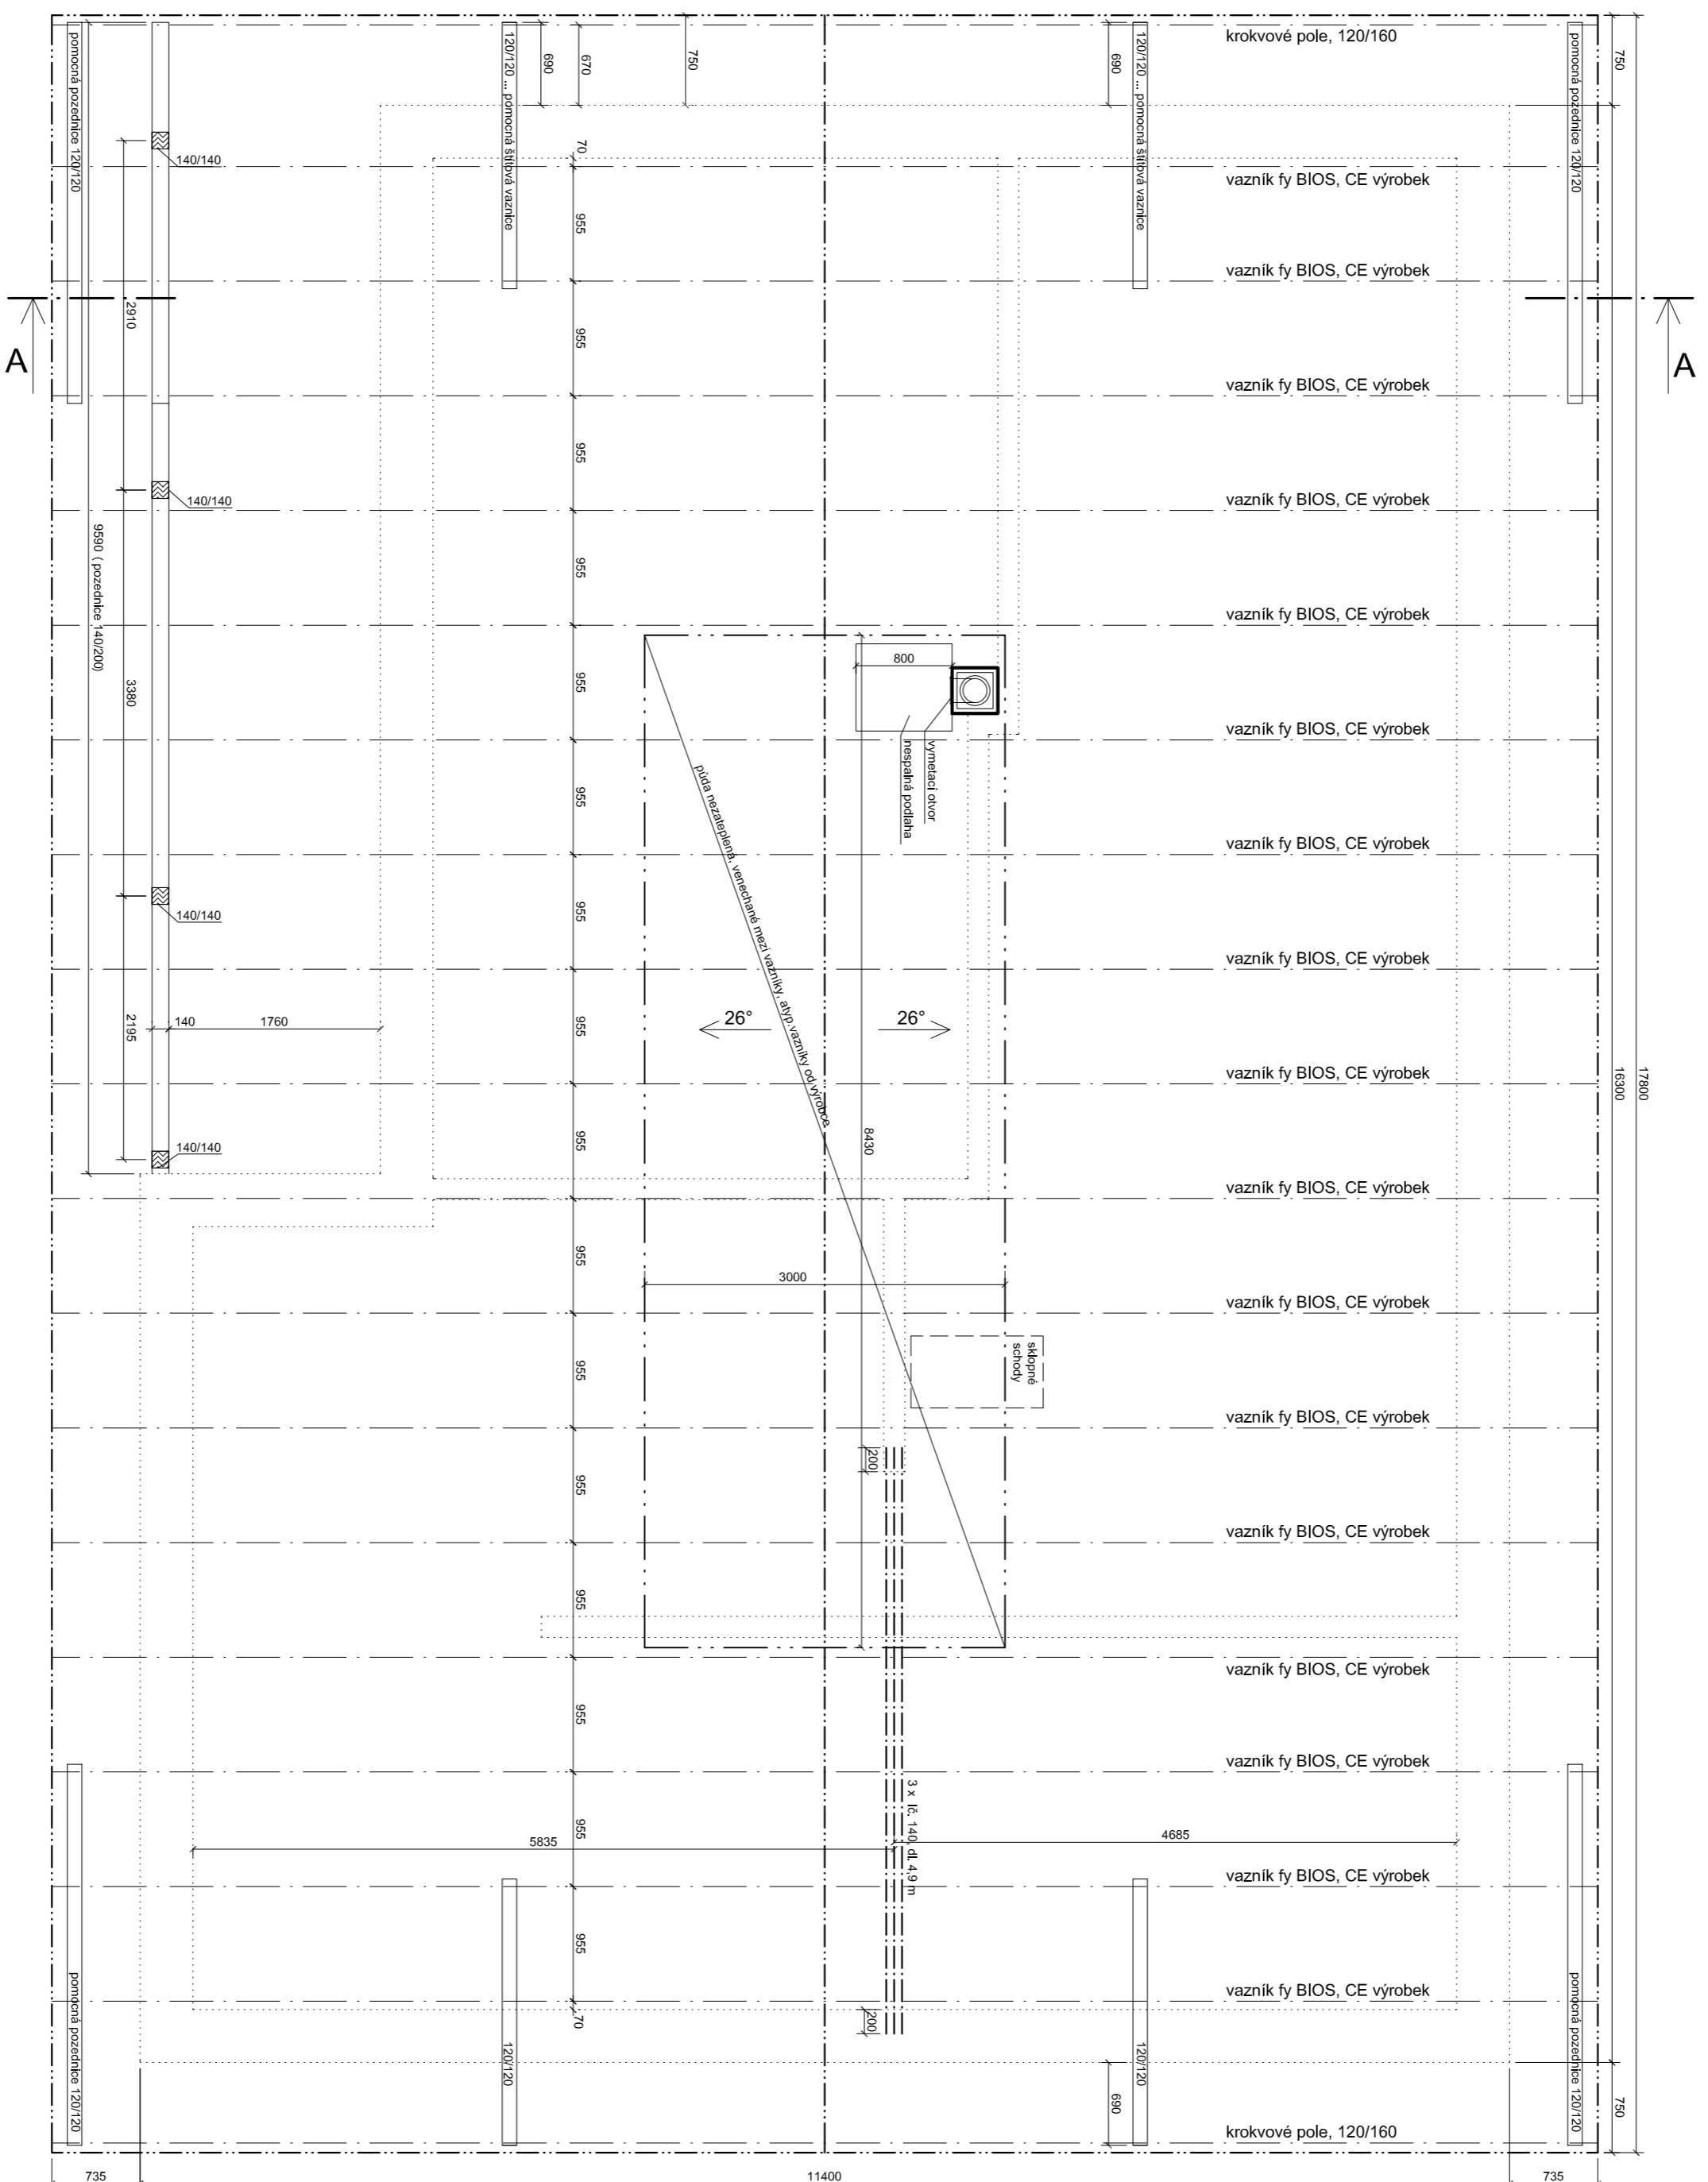 krokvové pole, 120/160
pomocná pozednice 120/120
120/120 ... pomocná štítová vaznice
690
670
750
690
120/120 ... pomocná štítová vaznice
pomocná pozednice 120/120
750
140/140
70
vazník fy BIOS, CE výrobek
955
vazník fy BIOS, CE výrobek
2910
955
A
A
vazník fy BIOS, CE výrobek
955
140/140
vazník fy BIOS, CE výrobek
955
9590 ( pozednice 140/200)
vazník fy BIOS, CE výrobek
800
3380
955
vazník fy BIOS, CE výrobek
vymetací otvor
nespalná podlaha
955
půda nezateplena, venechané mezi vazníky, atyp.vazníky od výrobce
vazník fy BIOS, CE výrobek
140/140
955
vazník fy BIOS, CE výrobek
2195
140
1760
955
26°
26°
vazník fy BIOS, CE výrobek
16300
17800
140/140
955
8430
vazník fy BIOS, CE výrobek
955
3000
vazník fy BIOS, CE výrobek
sklopné
schody
955
vazník fy BIOS, CE výrobek
200
955
vazník fy BIOS, CE výrobek
955
vazník fy BIOS, CE výrobek
955
vazník fy BIOS, CE výrobek
3 x Ič. 140, dl. 4,9 m
5835
955
4685
vazník fy BIOS, CE výrobek
955
vazník fy BIOS, CE výrobek
70
200
pomocná pozednice 120/120
120/120
690
120/120
pomocná pozednice 120/120
750
krokvové pole, 120/160
735
11400
735